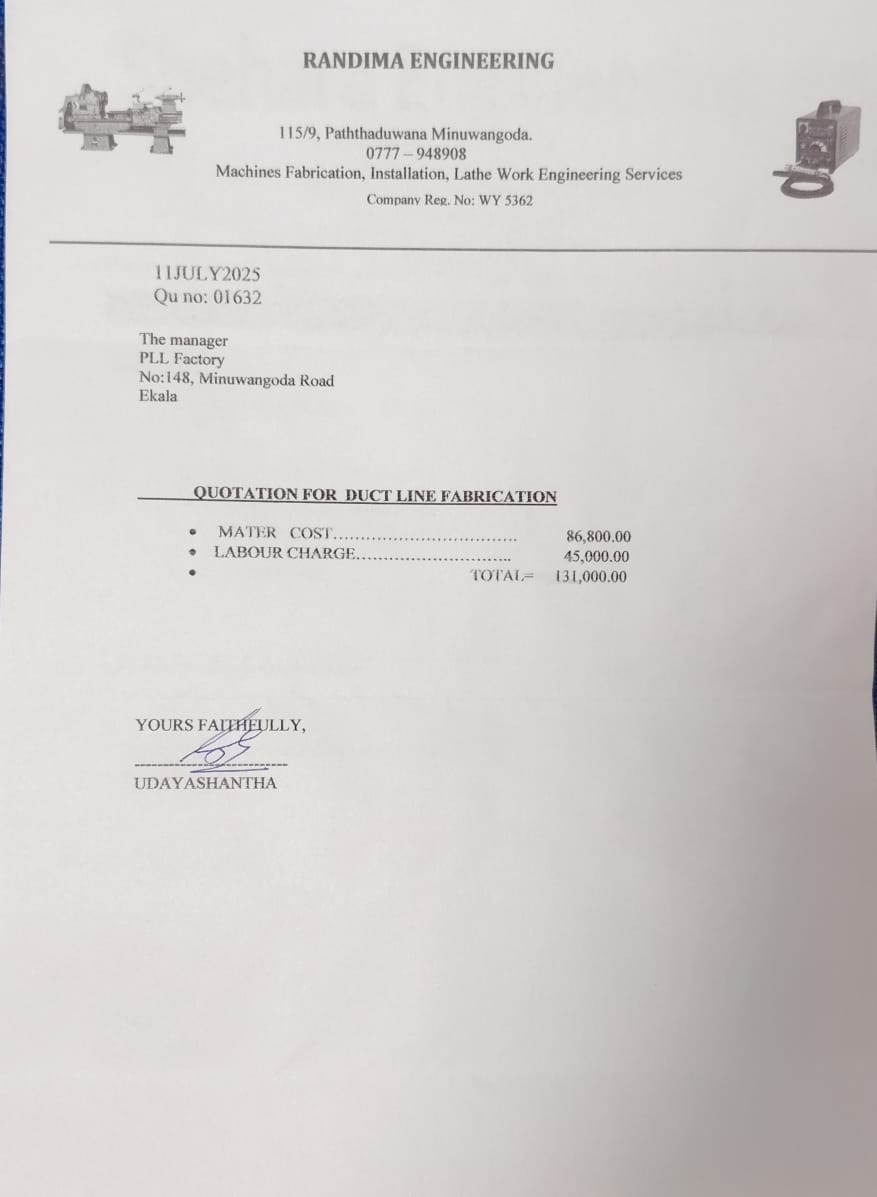 RANDIMA ENGINEERING
115/9, Paththaduwana Minuwangoda.
0777 – 948908
Machines Fabrication, Installation, Lathe Work Engineering Services
Company Reg. No: WY 5362
11JULY2025
Qu no: 01632
The manager
PLL Factory
No:148, Minuwangoda Road
Ekala
QUOTATION FOR DUCT LINE FABRICATION
• MATER COST.................................. 86,800.00
• LABOUR CHARGE............................ 45,000.00
• TOTAL= 131,000.00
YOURS FAITHFULLY,
------------------------------
UDAYASHANTHA